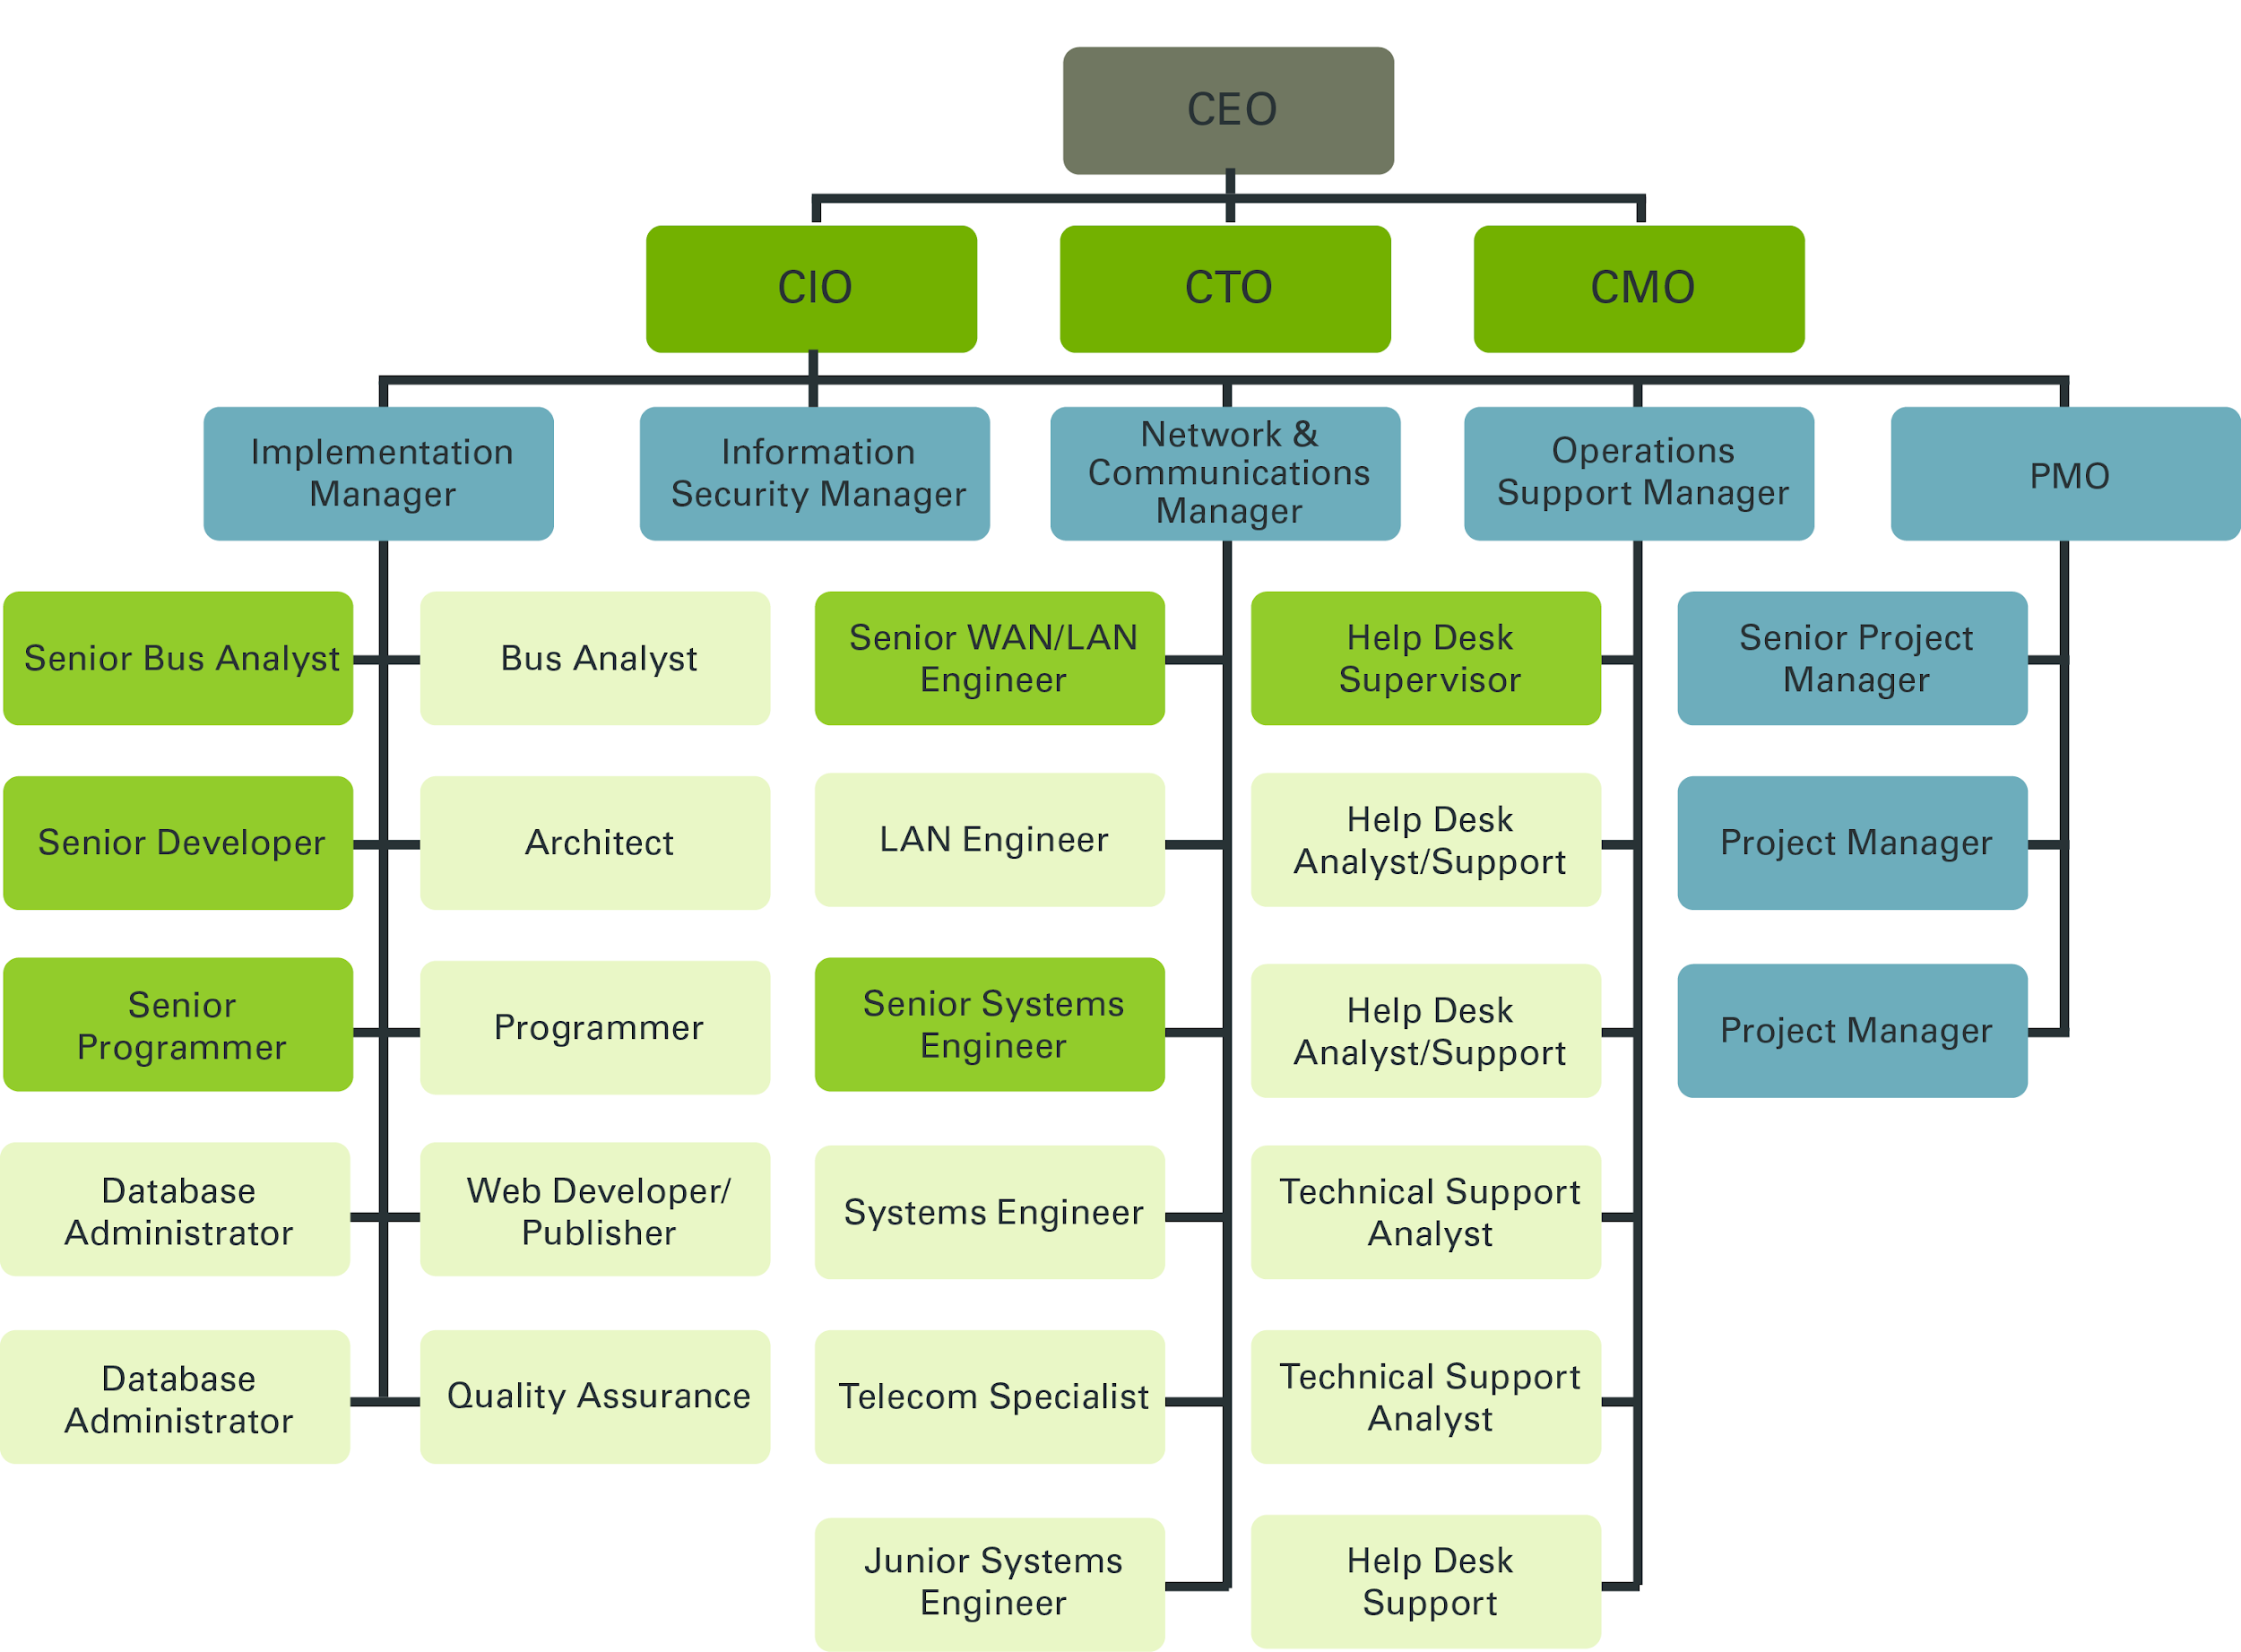 CEO
CIO
CTO
CMO
Implementation
Manager
Information
Security Manager
Network &
Communications
Manager
Operations
Support Manager
PMO
Senior Bus Analyst
Bus Analyst
Senior WAN/LAN
Engineer
Help Desk
Supervisor
Senior Project
Manager
Senior Developer
Architect
LAN Engineer
Help Desk
Analyst/Support
Project Manager
Senior
Programmer
Programmer
Senior Systems
Engineer
Help Desk
Analyst/Support
Project Manager
Database
Administrator
Web Developer/
Publisher
Systems Engineer
Technical Support
Analyst
Database
Administrator
Quality Assurance
Telecom Specialist
Technical Support
Analyst
Junior Systems
Engineer
Help Desk
Support